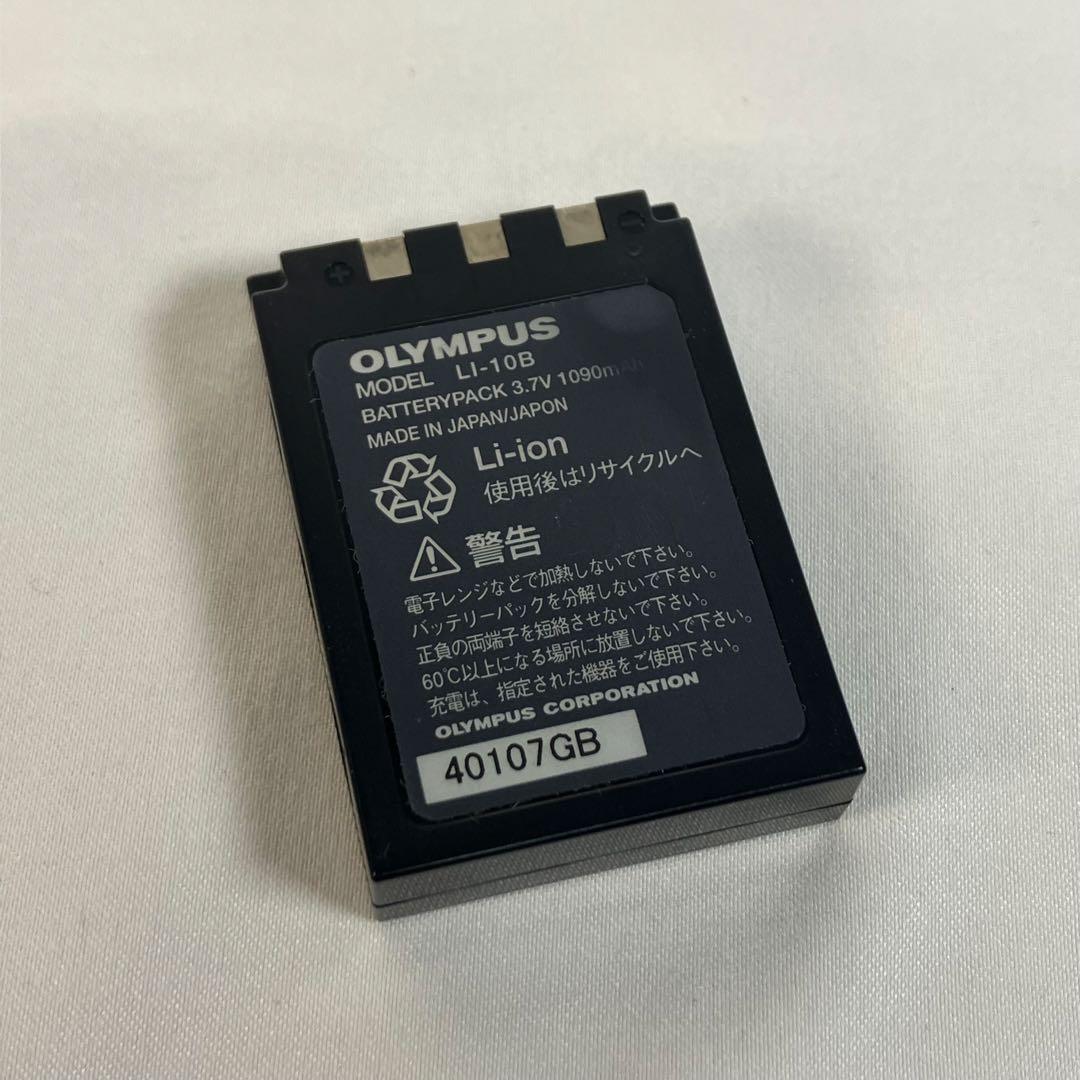 OLYMPUS
MODEL LI-10B
BATTERYPACK 3.7V 1090mAh
MADE IN JAPAN/JAPON
Li-ion
使用後はリサイクルへ
警告
電子レンジなどで加熱しないで下さい。
バッテリーパックを分解しないで下さい。
正負の両端子を短絡させないで下さい。
60℃以上になる場所に放置しないで下さい。
充電は、指定された機器をご使用下さい。
OLYMPUS CORPORATION
40107GB